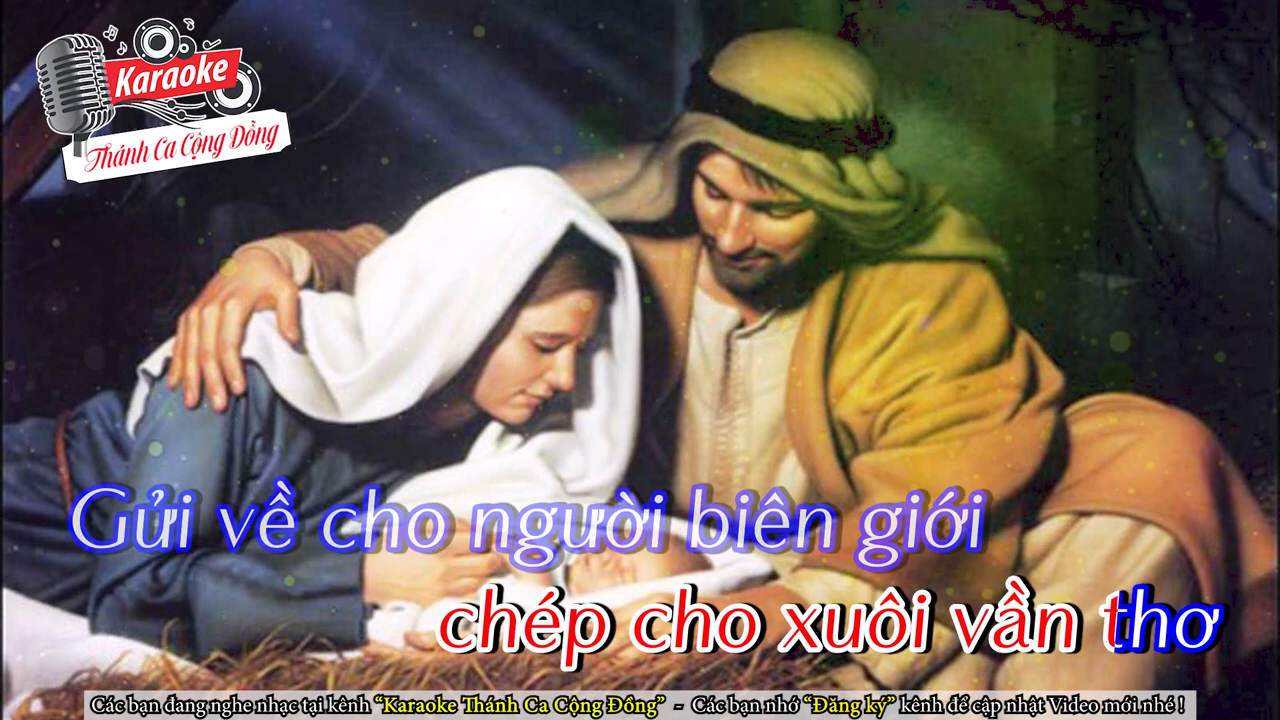 Karaoke
Thánh Ca Cộng Đồng
Gửi về cho người biên giới
chép cho xuôi vần thơ
Các bạn đang nghe nhạc tại kênh “Karaoke Thánh Ca Cộng Đồng” - Các bạn nhớ “Đăng ký” kênh để cập nhật Video mới nhé !